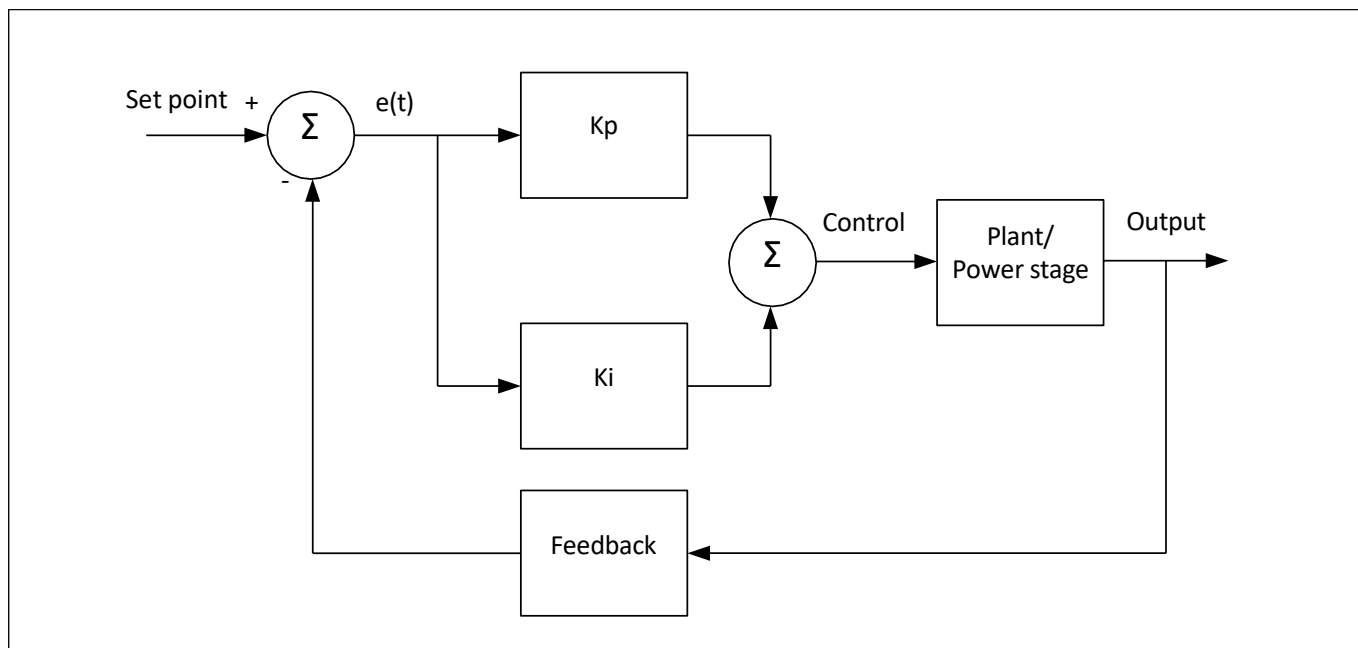 Set point
+
Σ
-
e(t)
Kp
Ki
Σ
Control
Plant/
Power stage
Output
Feedback